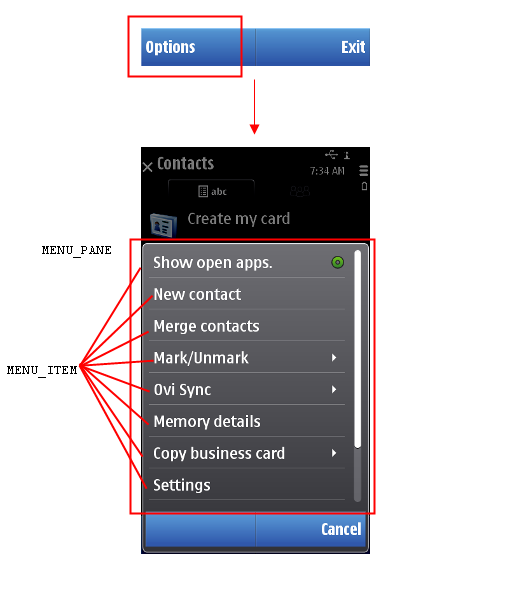 Options Exit
Contacts
7:34 AM
abc
Create my card
MENU_PANE
Show open apps.
New contact
Merge contacts
Mark/Unmark
MENU_ITEM
Ovi Sync
Memory details
Copy business card
Settings
Cancel